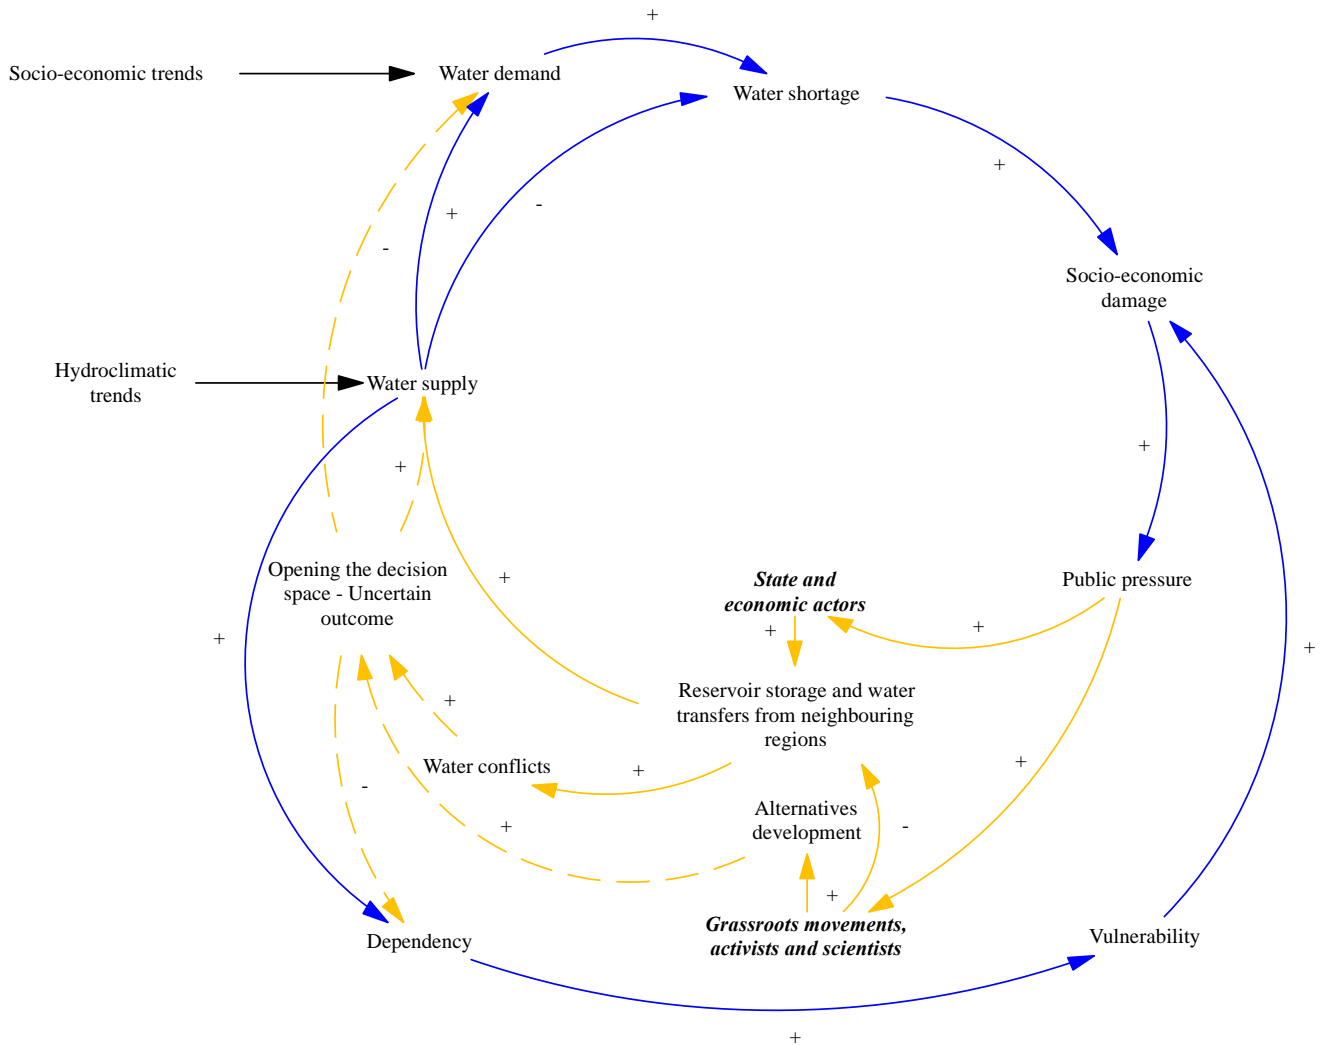 +
Socio-economic trends
Water demand
Water shortage
+
-
+
-
Socio-economic
damage
Hydroclimatic
trends
Water supply
+
+
Opening the decision
space - Uncertain
outcome
+
State and
economic actors
Public pressure
+
+
+
+
Reservoir storage and water
transfers from neighbouring
regions
+
Water conflicts
+
+
-
Alternatives
development
+
-
+
Grassroots movements,
activists and scientists
Dependency
Vulnerability
+